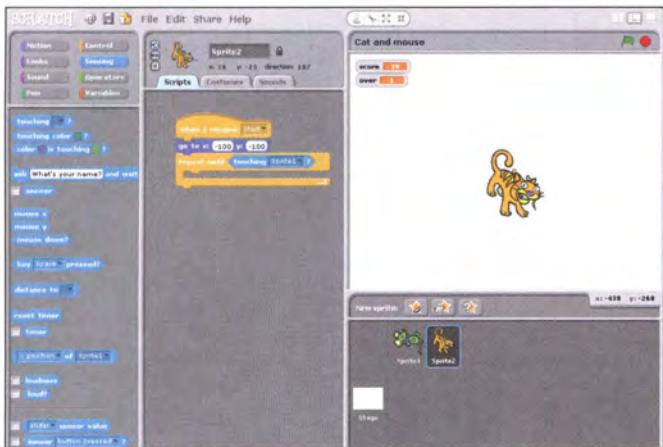 SCRATCH File Edit Share Help
Motion Control
Looks Sensing
Sound Operators
Pen Variables
touching ?
touching color ?
color is touching ?
ask What's your name? and wait
answer
mouse x
mouse y
mouse down?
key space pressed?
distance to
reset timer
timer
x position of Sprite1
loudness
loud?
slider sensor value
sensor button pressed ?
Sprite2
direction
Scripts Costumes Sounds
when I receive start
go to x: -100 y: -100
repeat until touching Sprite1 ?
Cat and mouse
score
over 1
New sprite:
Sprite1 Sprite2
Stage